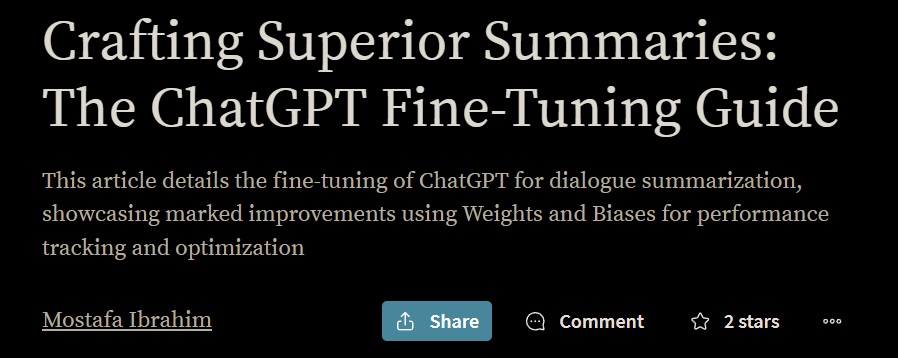 Crafting Superior Summaries:
The ChatGPT Fine-Tuning Guide
This article details the fine-tuning of ChatGPT for dialogue summarization,
showcasing marked improvements using Weights and Biases for performance
tracking and optimization
Mostafa Ibrahim
Share
Comment
2 stars